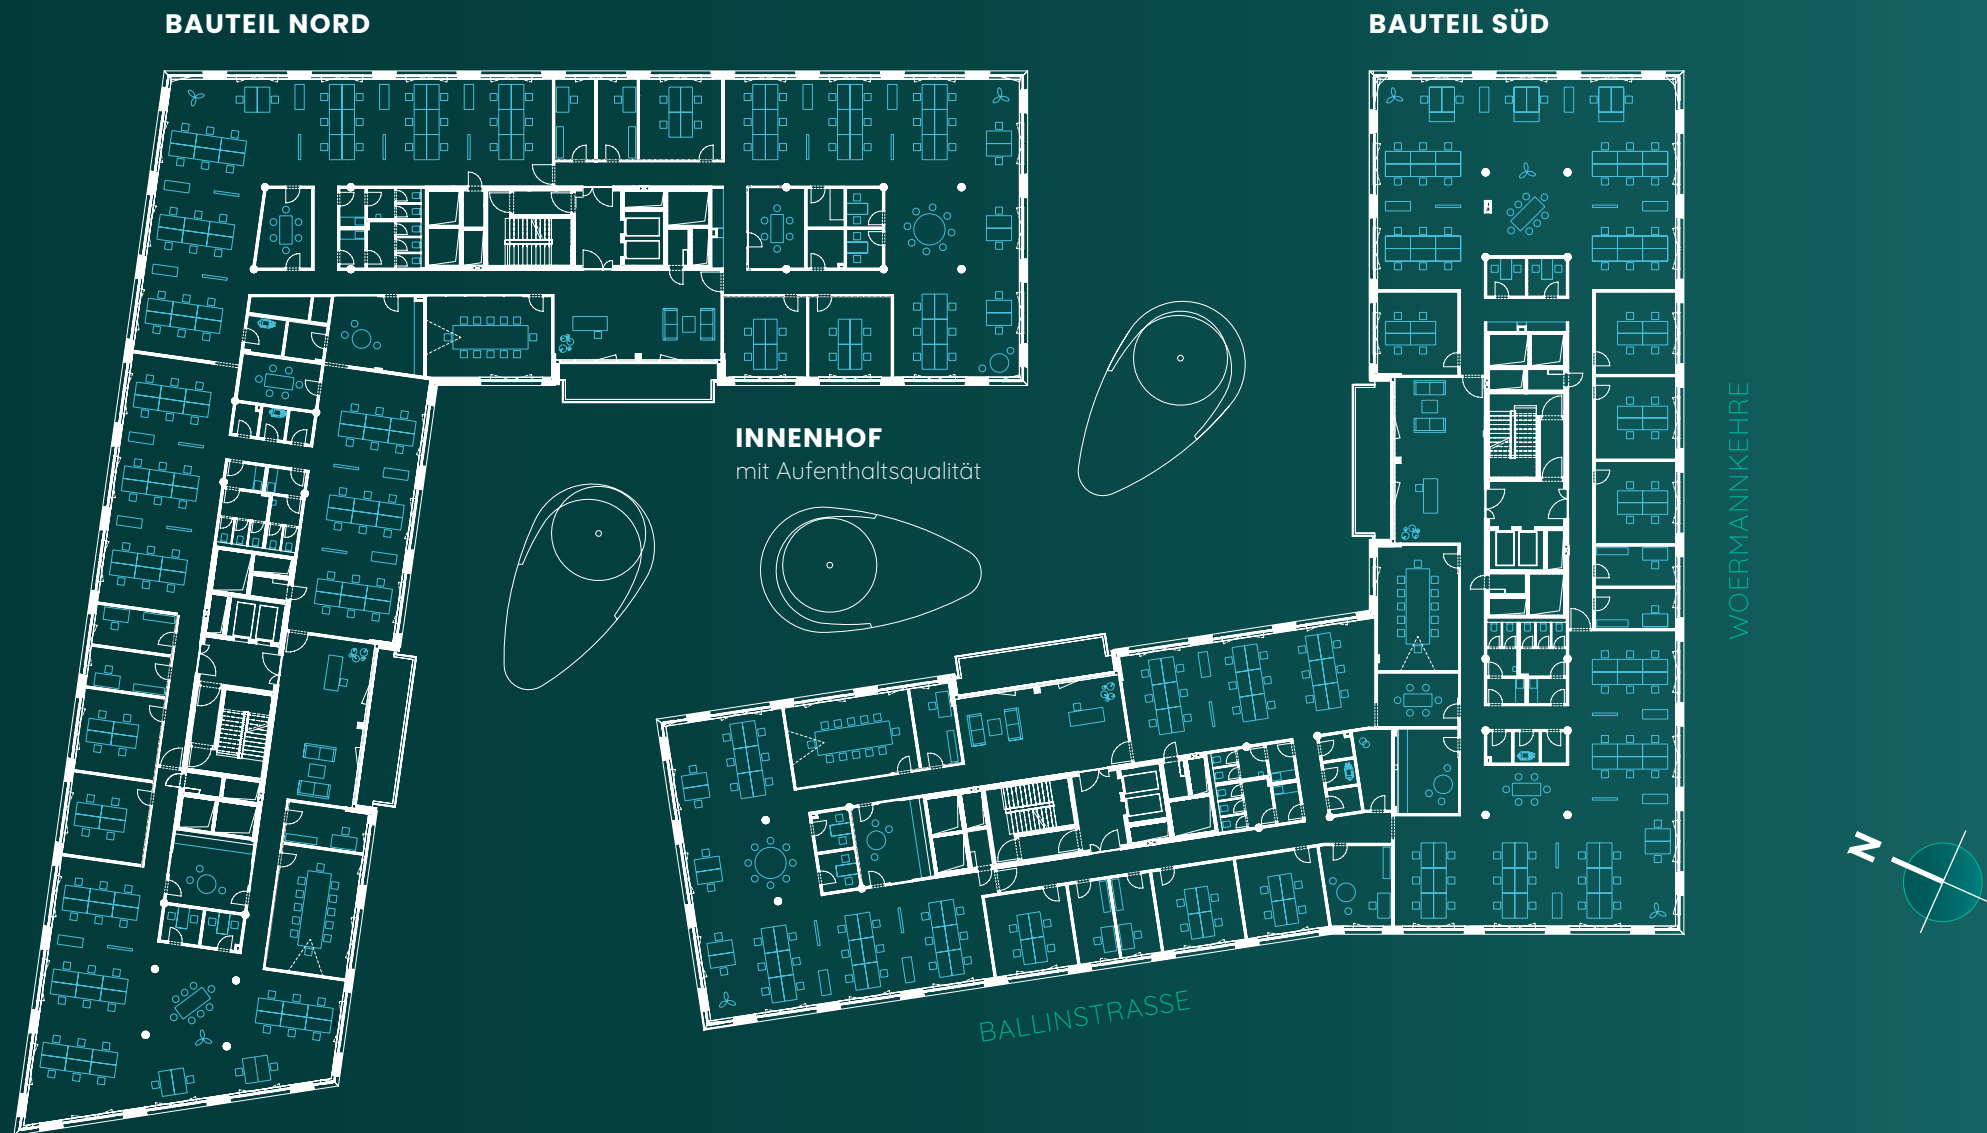 BAUTEIL NORD
BAUTEIL SÜD
INNENHOF
mit Aufenthaltsqualität
WOERMANNKEHRE
N
BALLINSTRASSE